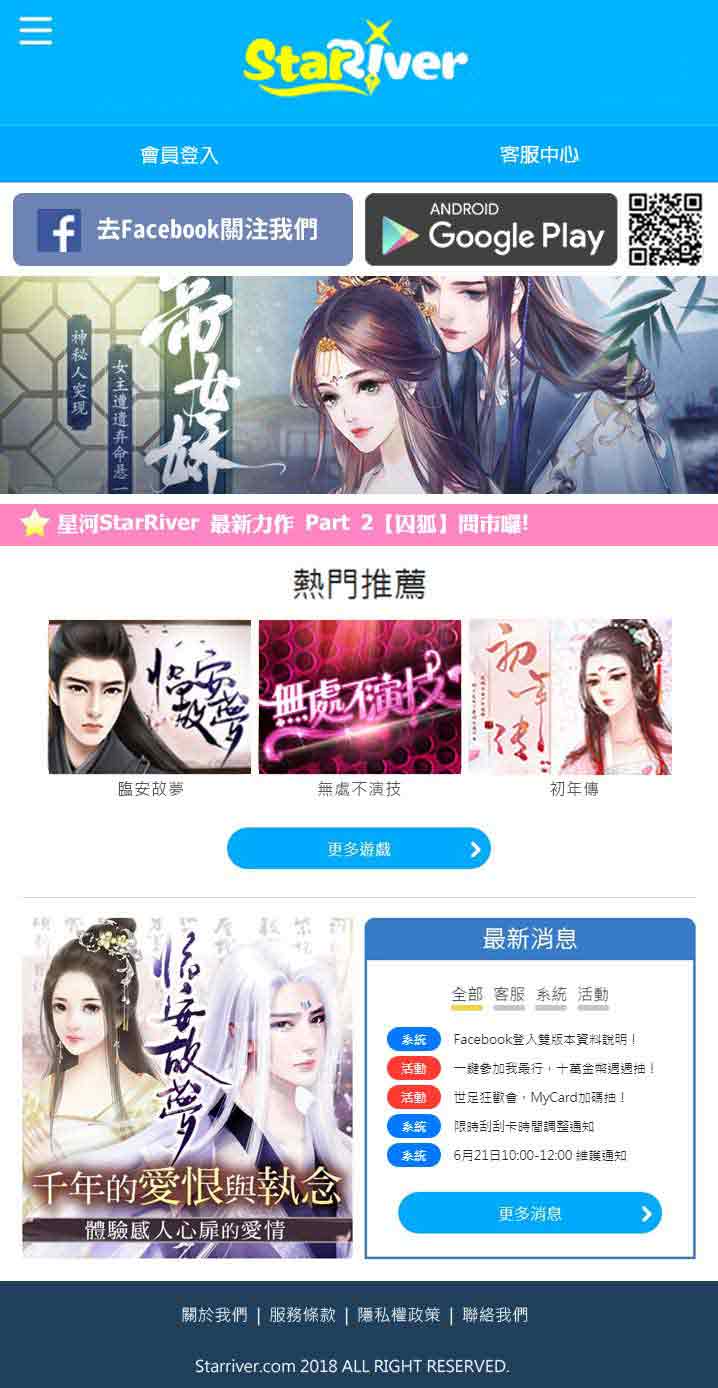 StaRiver
會員登入
客服中心
去Facebook關注我們
ANDROID
Google Play
神秘人突現
女主遭遺弃命悬一
帝女妖
星河StarRiver 最新力作 Part 2【囚狐】問市囉!
熱門推薦
臨安故夢
無處不演技
初年傳
臨安故夢
無處不演技
初年傳
更多遊戲
臨安故夢
千年的愛恨與執念
體驗感人心扉的愛情
最新消息
全部 客服 系統 活動
系統 Facebook登入雙版本資料說明！
活動 一鍵參加我最行，十萬金幣週週抽！
活動 世足狂歡會，MyCard加碼抽！
系統 限時刮刮卡時間調整通知
系統 6月21日10:00-12:00 維護通知
更多消息
關於我們 | 服務條款 | 隱私權政策 | 聯絡我們
Starriver.com 2018 ALL RIGHT RESERVED.